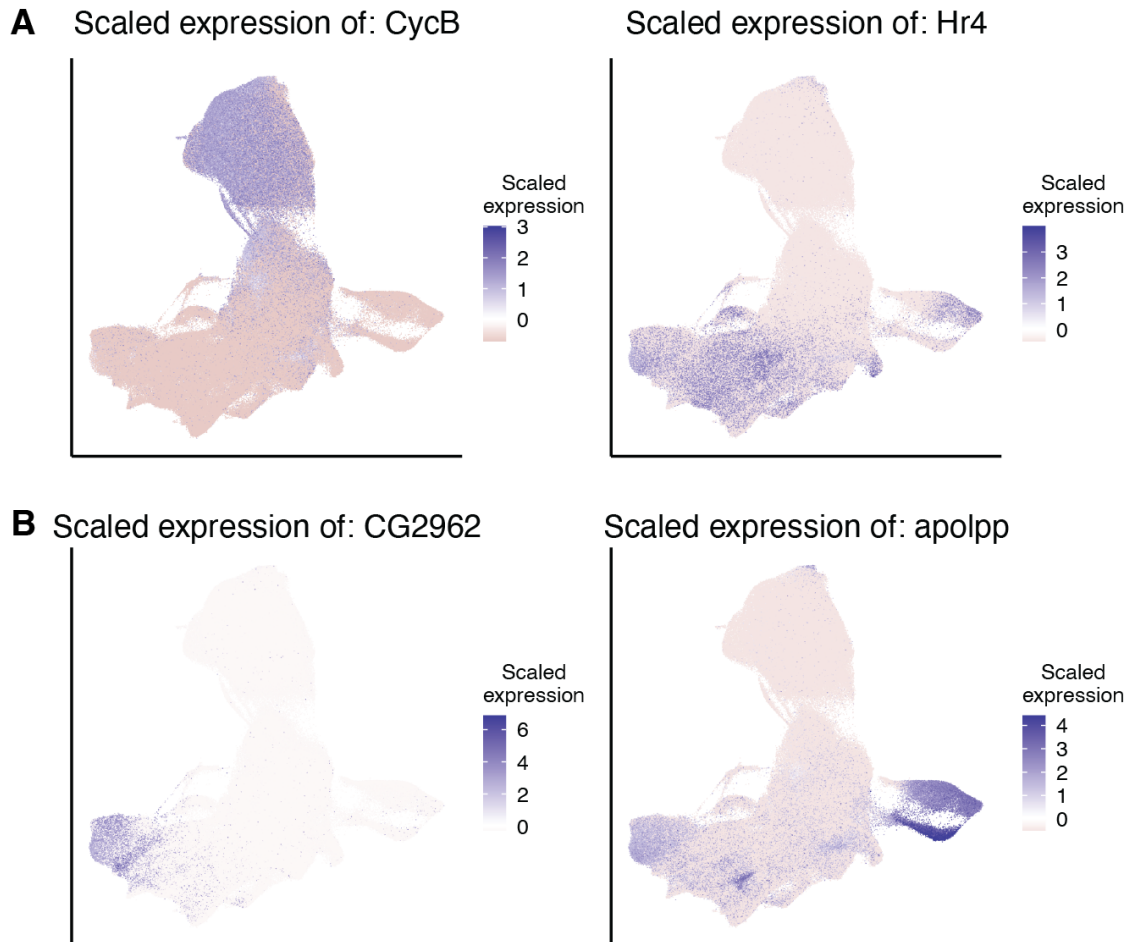 A Scaled expression of: CycB
Scaled expression of: Hr4
Scaled
expression
3
2
1
0
Scaled
expression
3
2
1
0
B Scaled expression of: CG2962
Scaled expression of: apolpp
Scaled
expression
6
4
2
0
Scaled
expression
4
3
2
1
0